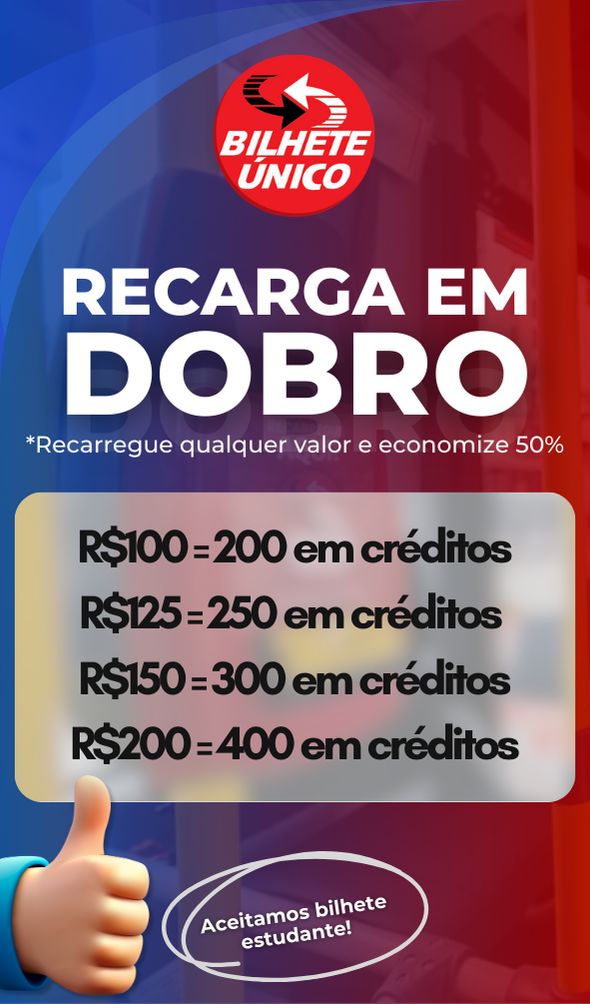 BILHETE
ÚNICO
RECARGA EM
DOBRO
*Recarregue qualquer valor e economize 50%
R$100 = 200 em créditos
R$125 = 250 em créditos
R$150 = 300 em créditos
R$200 = 400 em créditos
Aceitamos bilhete
estudante!